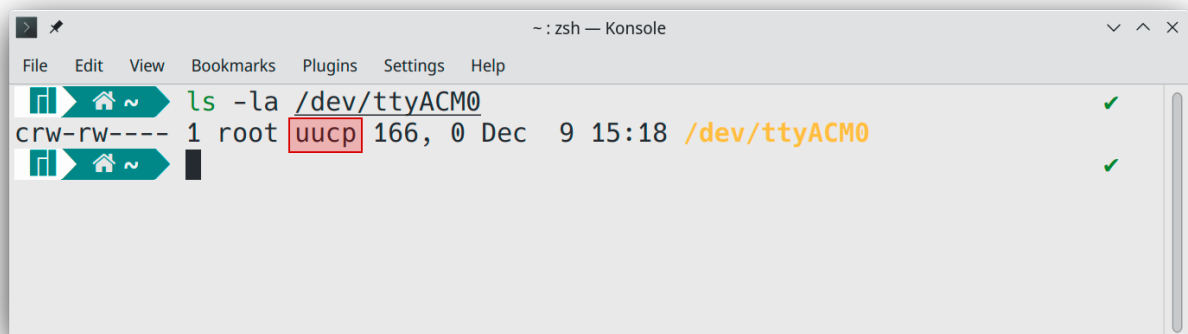 ~ : zsh — Konsole
File Edit View Bookmarks Plugins Settings Help
~ ls -la /dev/ttyACM0 ✔
crw-rw---- 1 root uucp 166, 0 Dec  9 15:18 /dev/ttyACM0
~ ✔